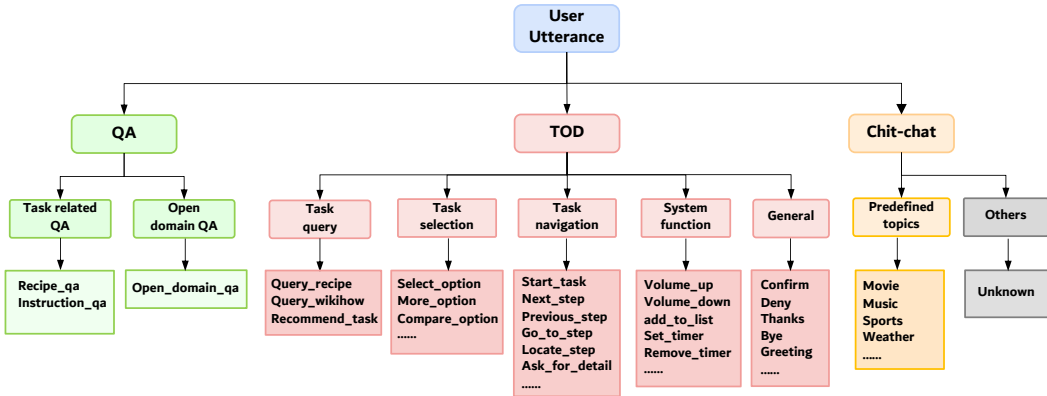 User
Utterance
QA
TOD
Chit-chat
Task related
QA
Open
domain QA
Task
query
Task
selection
Task
navigation
System
function
General
Predefined
topics
Others
Recipe_qa
Instruction_qa
Open_domain_qa
Query_recipe
Query_wikihow
Recommend_task
Select_option
More_option
Compare_option
......
Start_task
Next_step
Previous_step
Go_to_step
Locate_step
Ask_for_detail
......
Volume_up
Volume_down
add_to_list
Set_timer
Remove_timer
......
Confirm
Deny
Thanks
Bye
Greeting
......
Movie
Music
Sports
Weather
......
Unknown